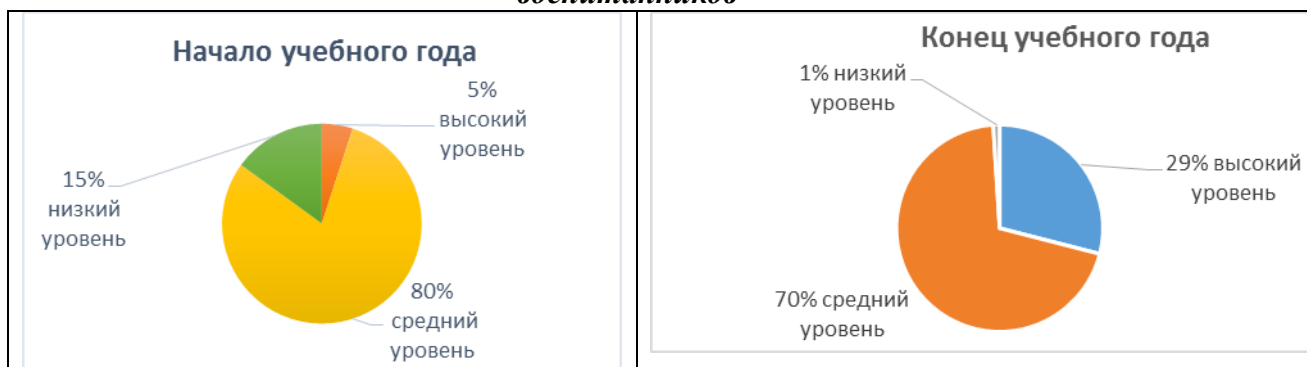 воспитанников
Начало учебного года
5%
высокий
уровень
15%
низкий
уровень
80%
средний
уровень
Конец учебного года
1% низкий
уровень
29% высокий
уровень
70% средний
уровень